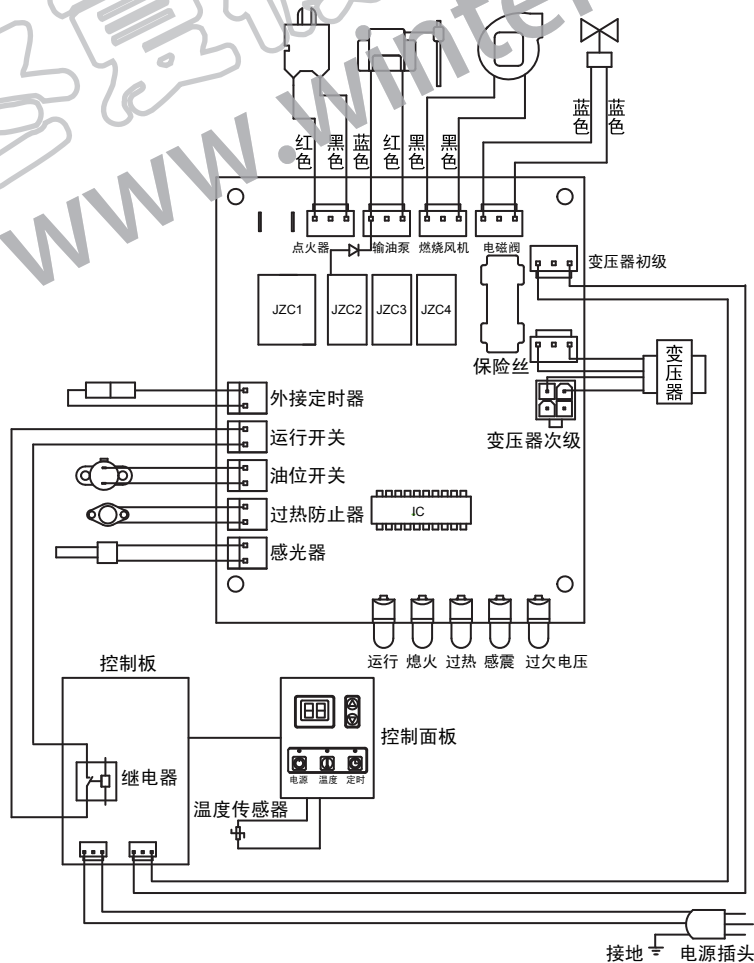 www.winte
蓝色
蓝色
红色
黑色
蓝色
红色
黑色
黑色
点火器
输油泵
燃烧风机
电磁阀
变压器初级
JZC1
JZC2
JZC3
JZC4
保险丝
变压器
外接定时器
变压器次级
运行开关
油位开关
过热防止器
IC
感光器
运行
熄火
过热
感震
过欠电压
控制板
88
控制面板
继电器
电源
温度
定时
温度传感器
接地
电源插头